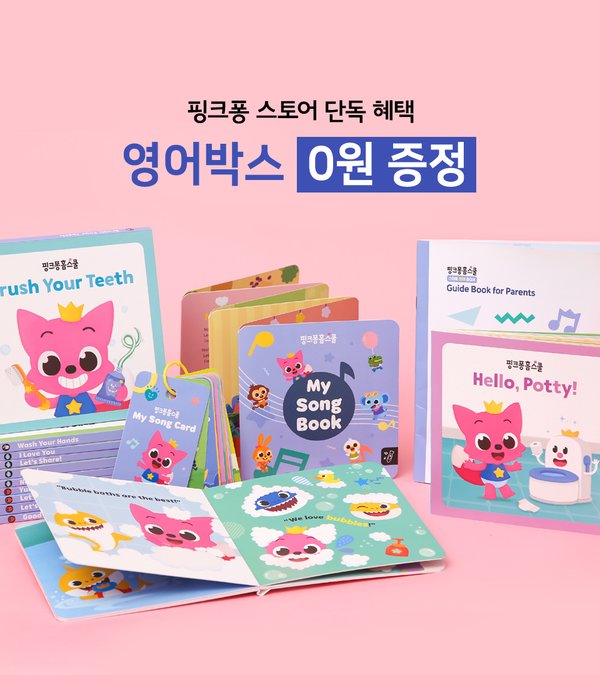 핑크퐁 스토어 단독 혜택
영어박스 0원 증정
핑크퐁홈스쿨
rush Your Teeth
핑크퐁홈스쿨
My Song Card
핑크퐁홈스쿨
My
Song
Book
핑크퐁홈스쿨
Guide Book for Parents
핑크퐁홈스쿨
Hello, Potty!
Wash Your Hands
I Love You
Let's Share!
"Bubble baths are the best!"
"We love bubbles!"